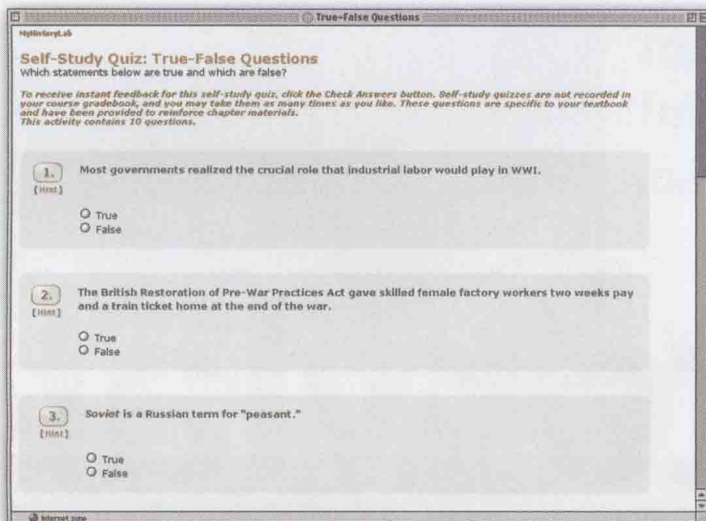 True-False Questions
MyHistoryLab
Self-Study Quiz: True-False Questions
Which statements below are true and which are false?
To receive instant feedback for this self-study quiz, click the Check Answers button. Self-study quizzes are not recorded in
your course gradebook, and you may take them as many times as you like. These questions are specific to your textbook
and have been provided to reinforce chapter materials.
This activity contains 10 questions.
1. Most governments realized the crucial role that industrial labor would play in WWI.
[Hint]
True
False
2. The British Restoration of Pre-War Practices Act gave skilled female factory workers two weeks pay
and a train ticket home at the end of the war.
[Hint]
True
False
3. Soviet is a Russian term for "peasant."
[Hint]
True
False
Internet zone